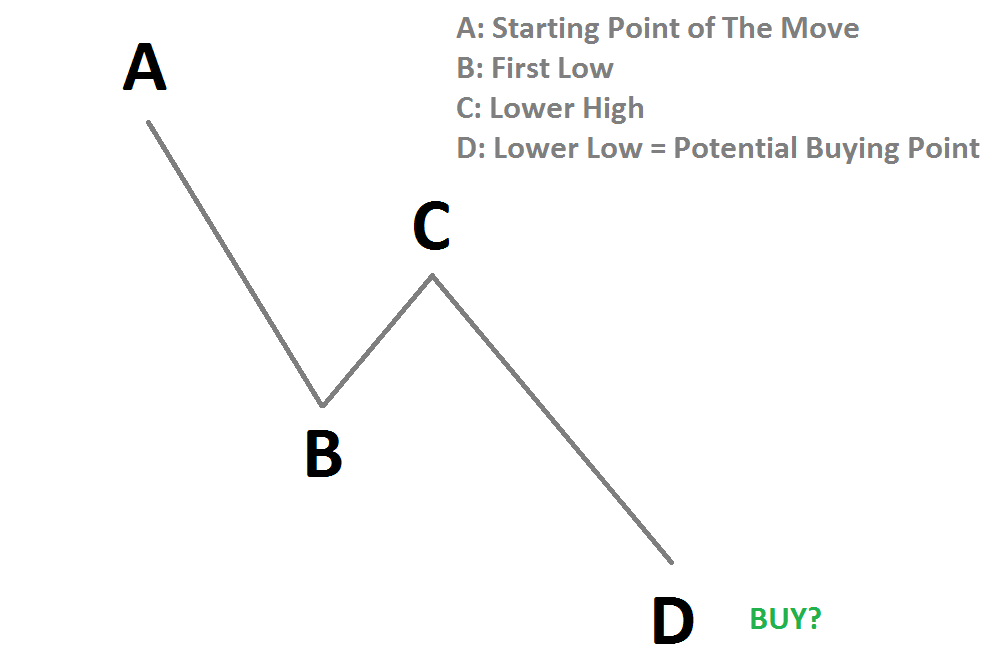 A: Starting Point of The Move
A
B: First Low
C: Lower High
D: Lower Low = Potential Buying Point
C
B
D
BUY?